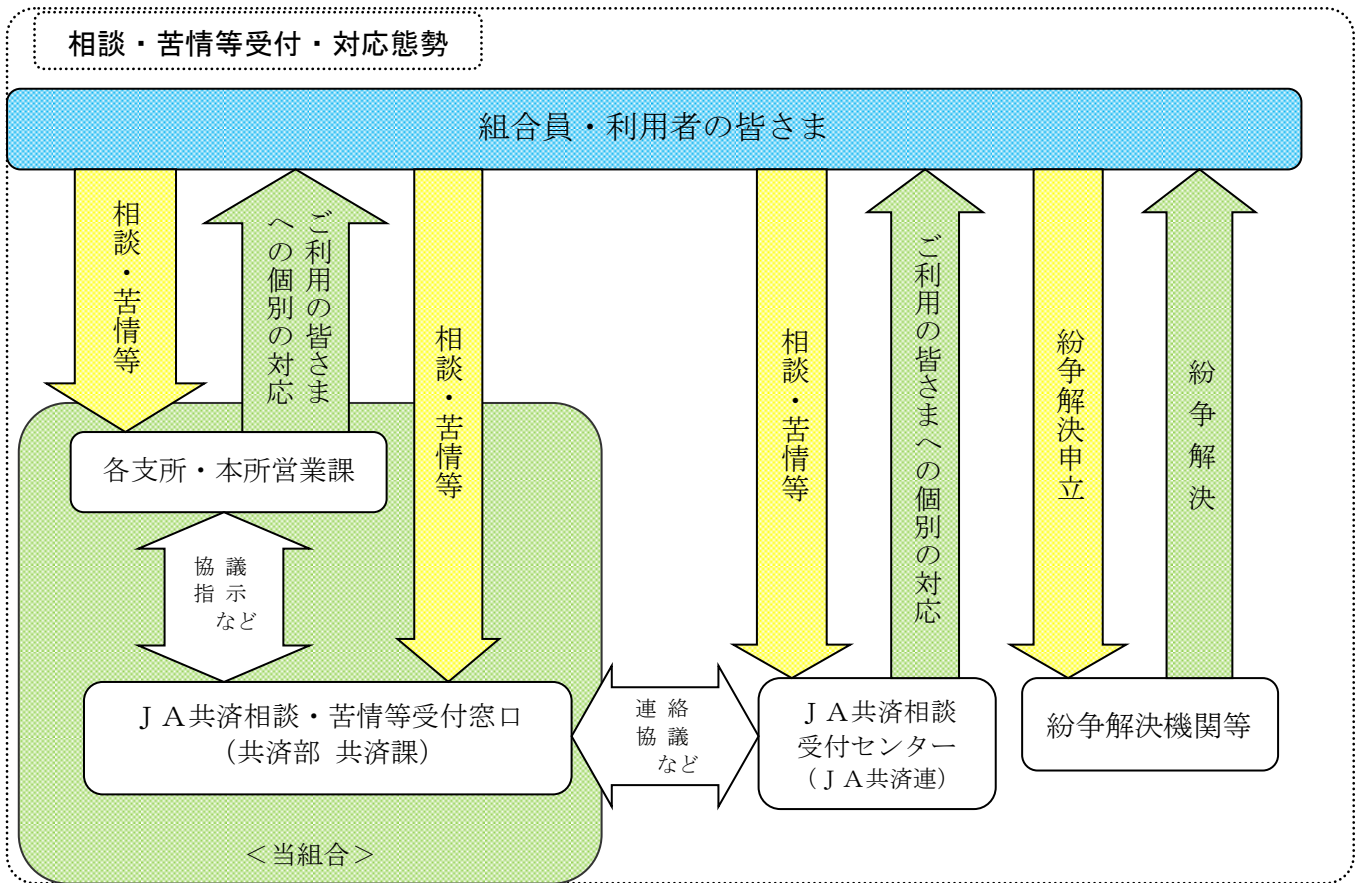 相談・苦情等受付・対応態勢
組合員・利用者の皆さま
相談・苦情等
ご利用の皆さま
への個別の対応
相談・苦情等
相談・苦情等
ご利用の皆さまへの個別の対応
紛争解決申立
紛争解決
各支所・本所営業課
協議
指示
など
ＪＡ共済相談・苦情等受付窓口
（共済部 共済課）
連絡
協議
など
ＪＡ共済相談
受付センター
（ＪＡ共済連）
紛争解決機関等
＜当組合＞